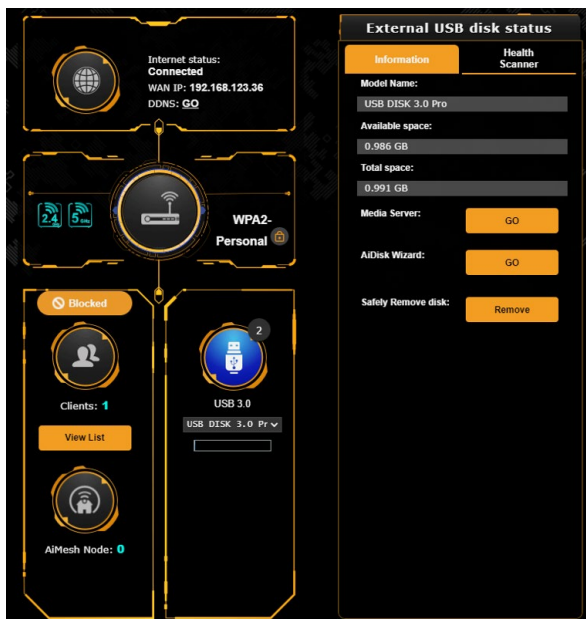 Internet status:
Connected
WAN IP: 192.168.123.36
DDNS: GO
2.4 GHz
5 GHz
WPA2-
Personal
Blocked
Clients: 1
View List
AiMesh Node: 0
2
USB 3.0
USB DISK 3.0 Pr
External USB disk status
Information
Health
Scanner
Model Name:
USB DISK 3.0 Pro
Available space:
0.986 GB
Total space:
0.991 GB
Media Server:
GO
AiDisk Wizard:
GO
Safely Remove disk:
Remove